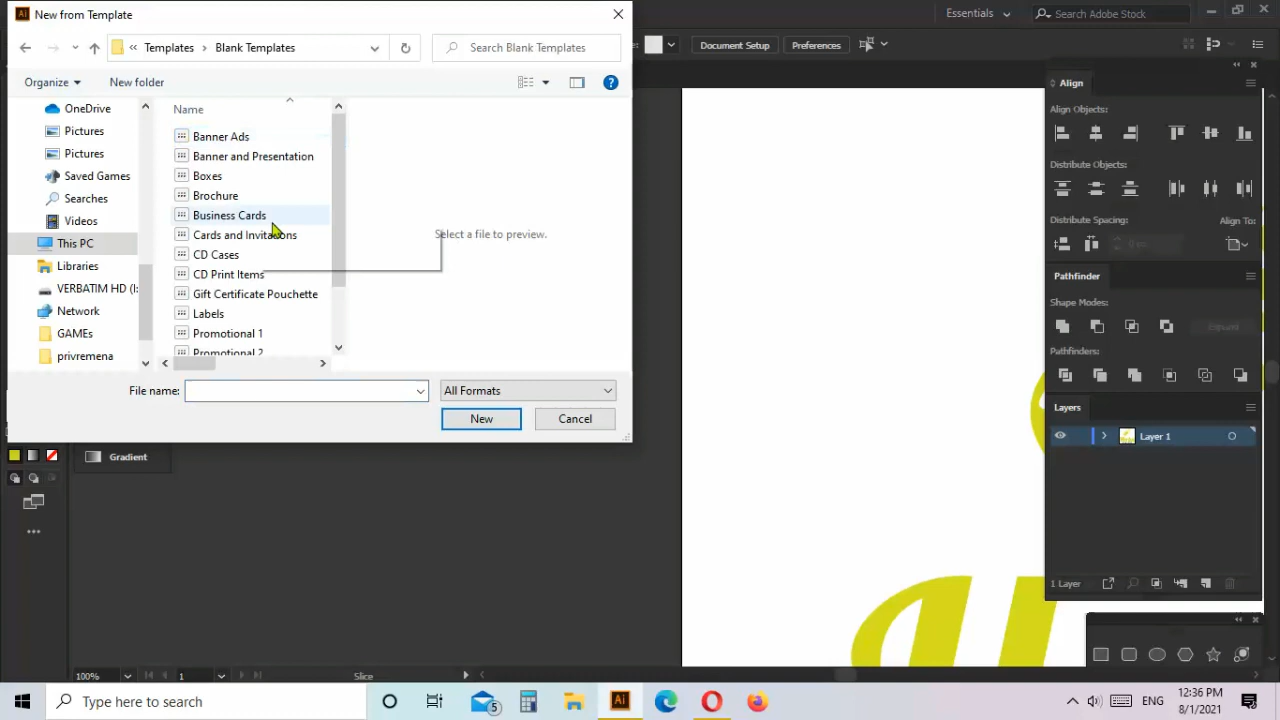 New from Template
Essentials
Search Adobe Stock
Templates
Blank Templates
Search Blank Templates
Document Setup
Preferences
Organize
New folder
Align
OneDrive
Pictures
Pictures
Saved Games
Searches
Videos
This PC
Libraries
VERBATIM HD (I:
Network
GAMEs
privremena
Name
Banner Ads
Banner and Presentation
Boxes
Brochure
Business Cards
Cards and Invitations
CD Cases
CD Print Items
Gift Certificate Pouchette
Labels
Promotional 1
Promotional 2
Select a file to preview.
File name:
All Formats
New
Cancel
Align Objects:
Distribute Objects:
Distribute Spacing:
Align To:
0 px
Pathfinder
Shape Modes:
Expand
Pathfinders:
Layers
Layer 1
1 Layer
Gradient
100%
1
Slice
Type here to search
5
ENG
12:36 PM
8/1/2021